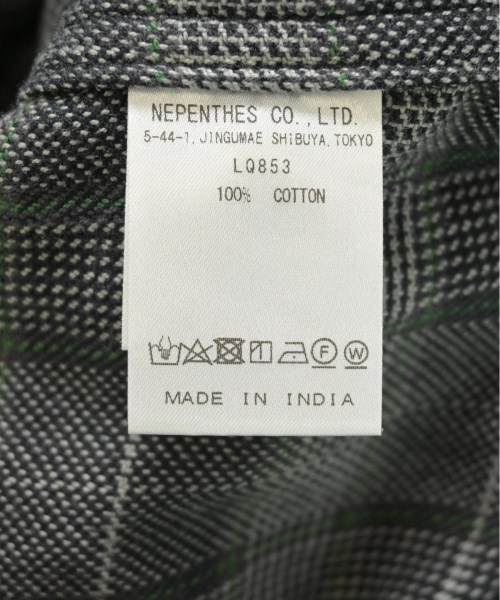 NEPENTHES CO., LTD.
5-44-1, JINGUMAE SHIBUYA, TOKYO
LQ853
100% COTTON
F W
MADE IN INDIA